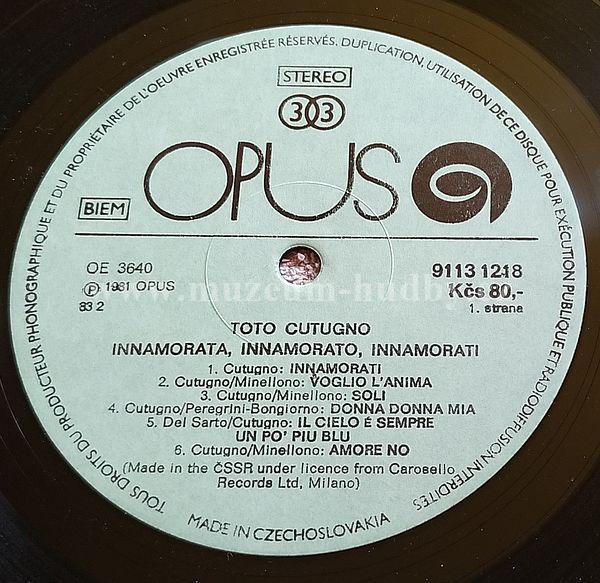 TOUS DROITS DU PRODUCTEUR PHONOGRAPHIQUE ET DU PROPRIÉTAIRE DE L'OEUVRE ENREGISTRÉE RÉSERVÉS. DUPLICATION, UTILISATION DE CE DISQUE POUR EXÉCUTION PUBLIQUE ET RADIODIFFUSION INTERDITES
STEREO
33
OPUS
BIEM
OE 3640
Ⓟ 1981 OPUS
83 2
9113 1218
Kčs 80,-
1. strana
www.muzeum-hudby
TOTO CUTUGNO
INNAMORATA, INNAMORATO, INNAMORATI
1. Cutugno: INNAMORATI
2. Cutugno/Minellono: VOGLIO L'ANIMA
3. Cutugno/Minellono: SOLI
4. Cutugno/Peregrini-Bongiorno: DONNA DONNA MIA
5. Del Sarto/Cutugno: IL CIELO É SEMPRE
UN PO' PIU BLU
6. Cutugno/Minellono: AMORE NO
(Made in the ČSSR under licence from Carosello
Records Ltd, Milano)
MADE IN CZECHOSLOVAKIA